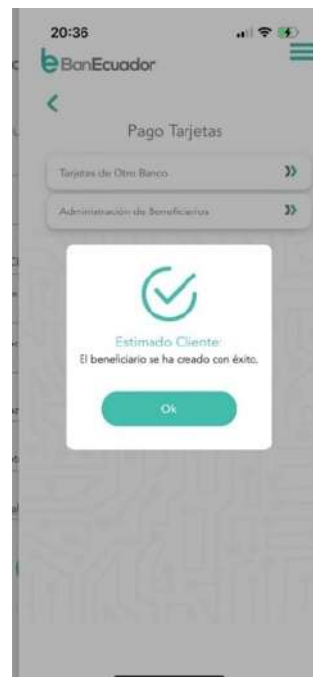 20:36
BanEcuador
Pago Tarjetas
Tarjetas de Otro Banco
Administración de Beneficiarios
Estimado Cliente:
El beneficiario se ha creado con éxito.
Ok